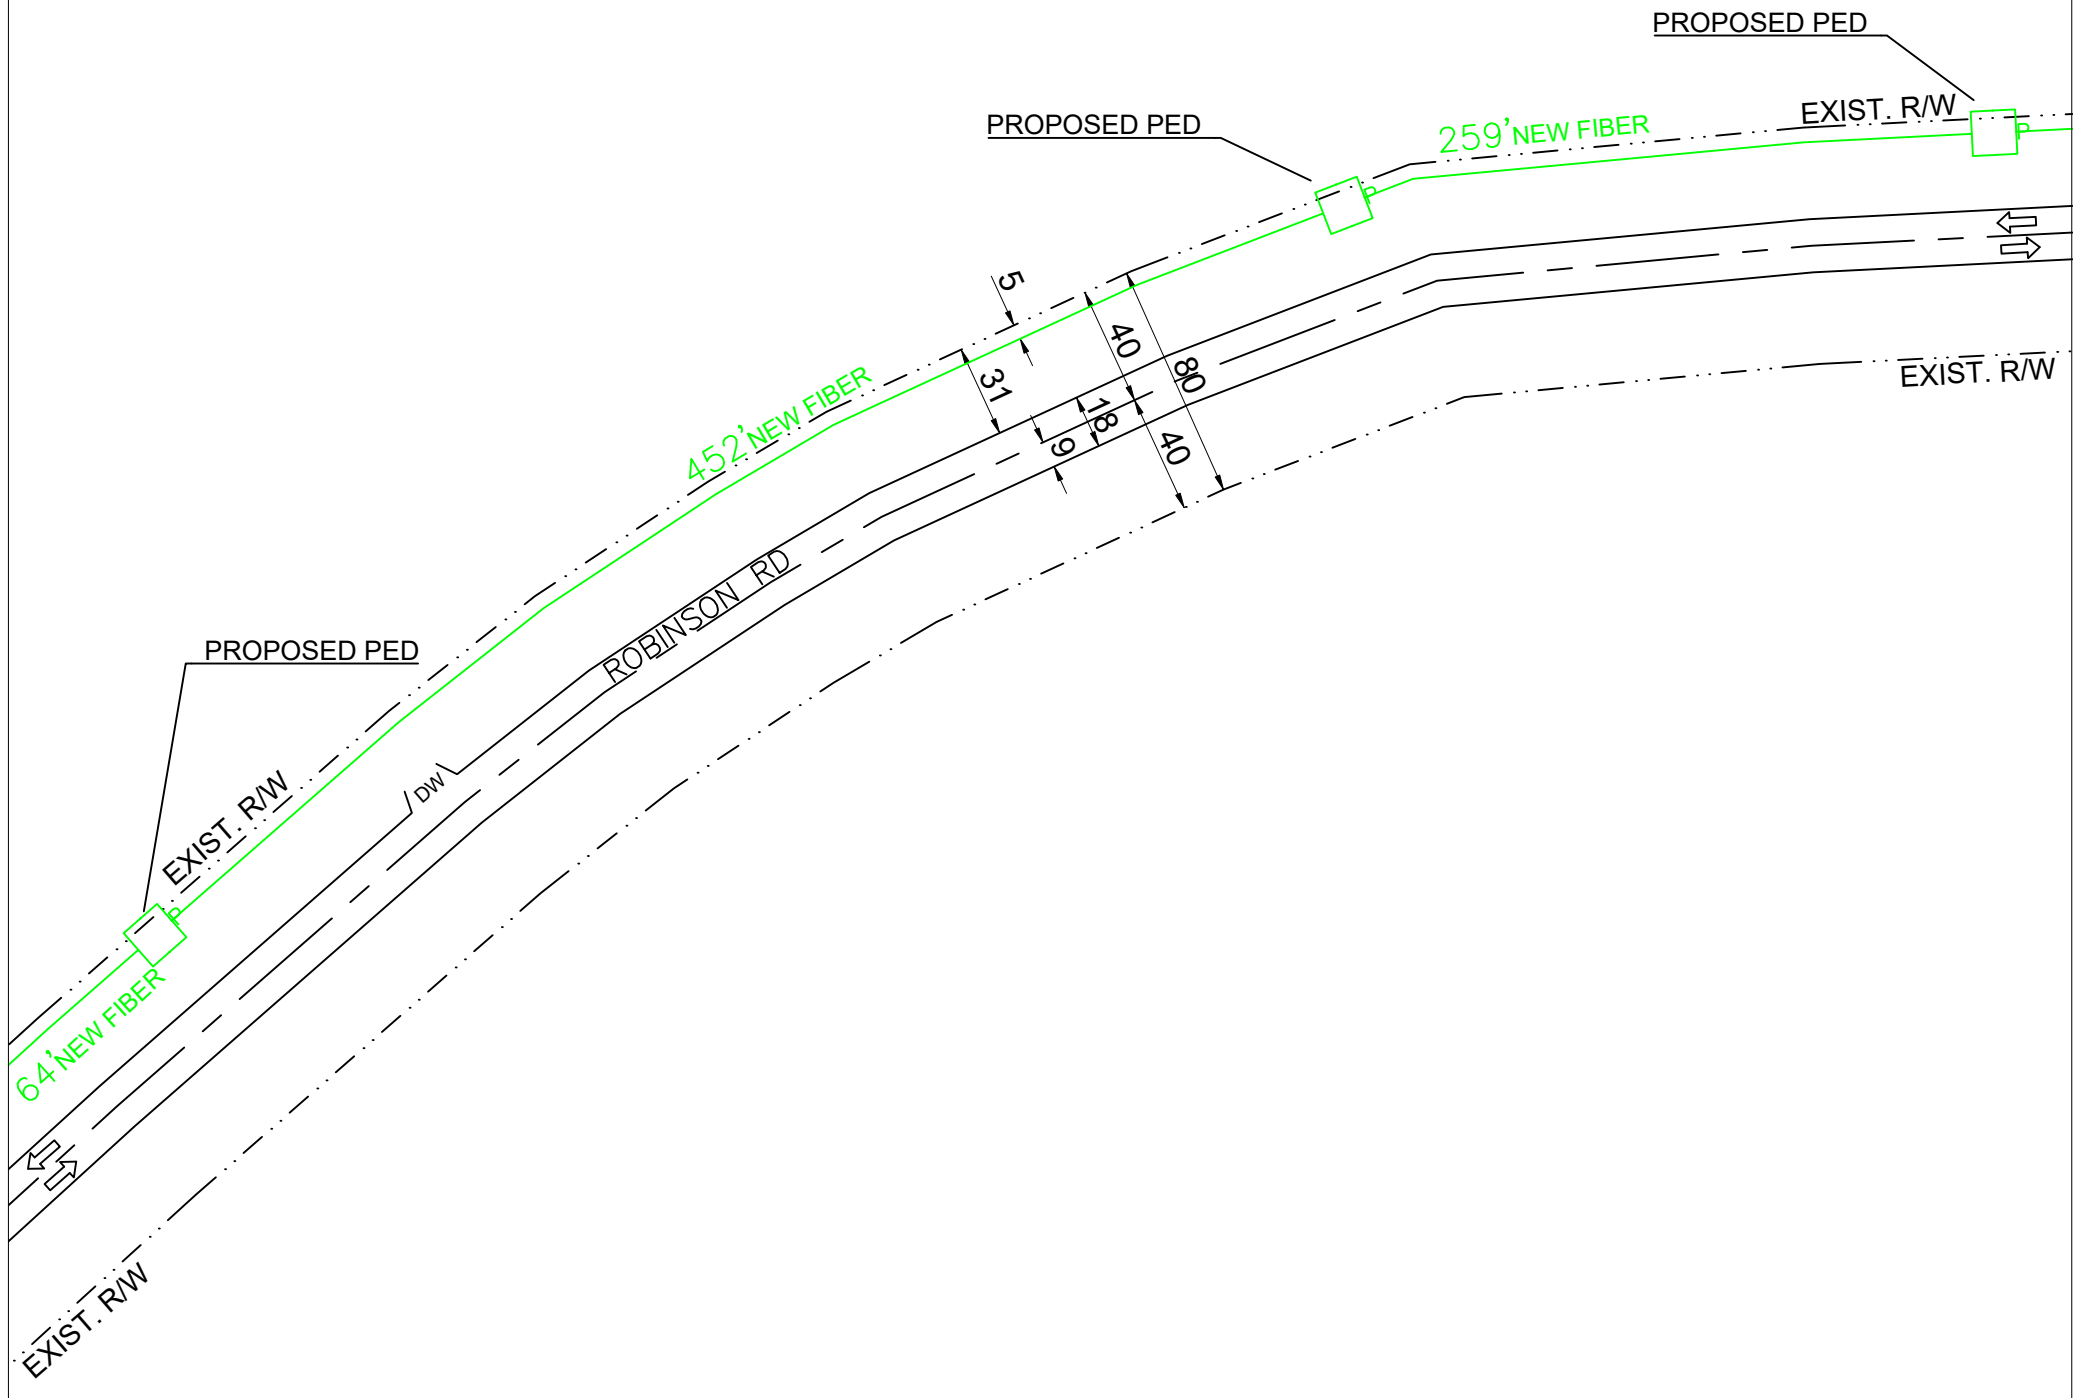 PROPOSED PED
PROPOSED PED
259' NEW FIBER
EXIST. R/W
P
P
5
40
31
80
EXIST. R/W
452' NEW FIBER
18
9
40
ROBINSON RD
PROPOSED PED
EXIST. R/W
DW
P
64' NEW FIBER
EXIST. R/W